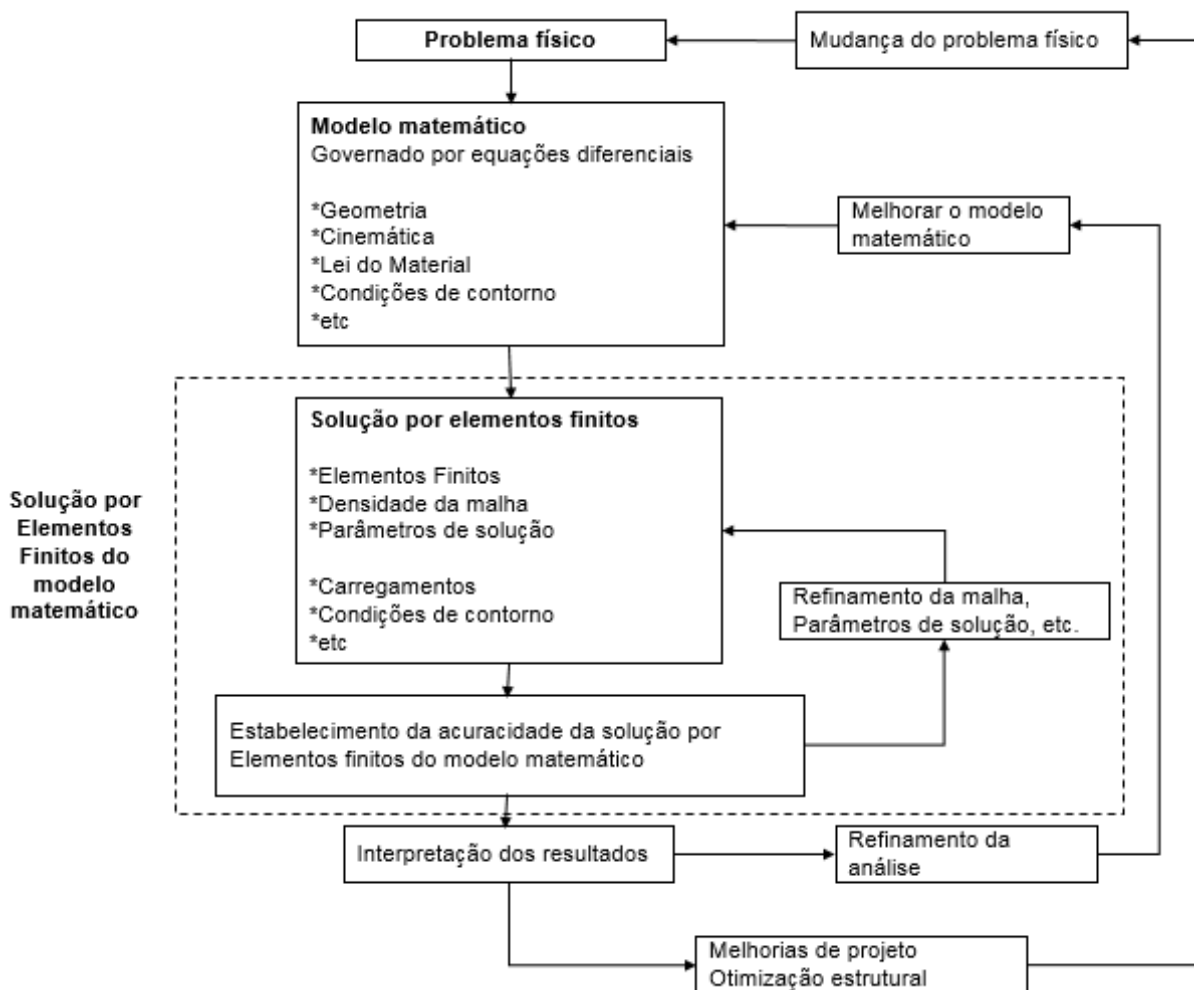 Problema físico
Mudança do problema físico
Modelo matemático
Governado por equações diferenciais
*Geometria
*Cinemática
*Lei do Material
*Condições de contorno
*etc
Melhorar o modelo
matemático
Solução por
Elementos
Finitos do
modelo
matemático
Solução por elementos finitos
*Elementos Finitos
*Densidade da malha
*Parâmetros de solução
*Carregamentos
*Condições de contorno
*etc
Refinamento da malha,
Parâmetros de solução, etc.
Estabelecimento da acuracidade da solução por
Elementos finitos do modelo matemático
Interpretação dos resultados
Refinamento da
análise
Melhorias de projeto
Otimização estrutural